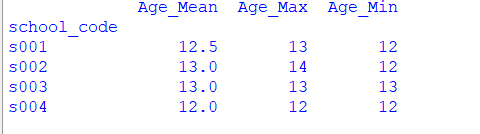 Age_Mean Age_Max Age_Min
school_code
s001 12.5 13 12
s002 13.0 14 12
s003 13.0 13 13
s004 12.0 12 12